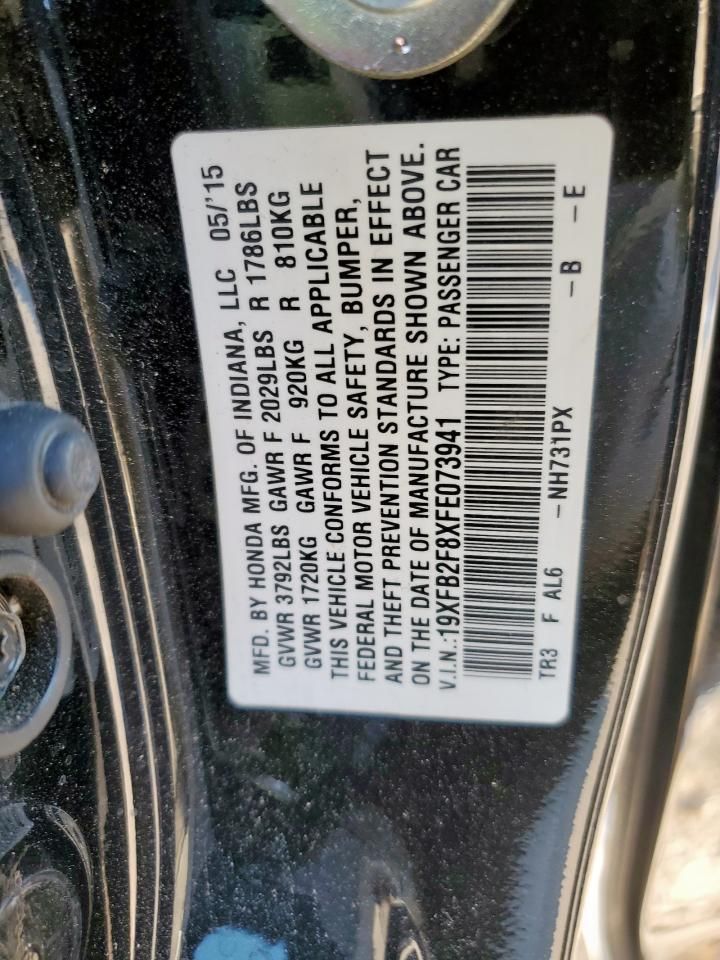 MFD. BY HONDA MFG. OF INDIANA, LLC 05/'15
GVWR 3792LBS GAWR F 2029LBS R 1786LBS
GVWR 1720KG GAWR F 920KG R 810KG
THIS VEHICLE CONFORMS TO ALL APPLICABLE
FEDERAL MOTOR VEHICLE SAFETY, BUMPER,
AND THEFT PREVENTION STANDARDS IN EFFECT
ON THE DATE OF MANUFACTURE SHOWN ABOVE.
V.I.N.:19XFB2F8XFE073941 TYPE: PASSENGER CAR
TR3 F AL6 -NH731PX -B -E